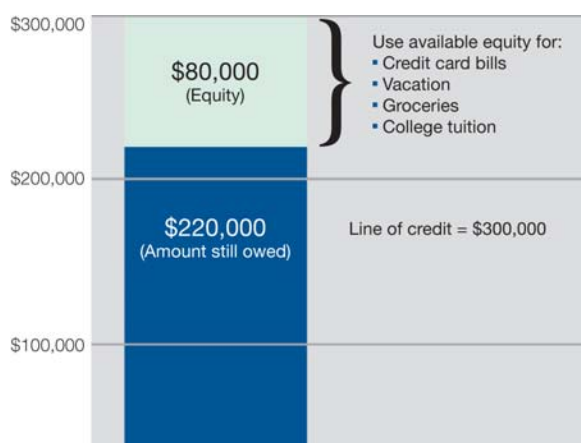 $300,000
$80,000
(Equity)
Use available equity for:
▪ Credit card bills
▪ Vacation
▪ Groceries
▪ College tuition
$200,000
$220,000
(Amount still owed)
Line of credit = $300,000
$100,000